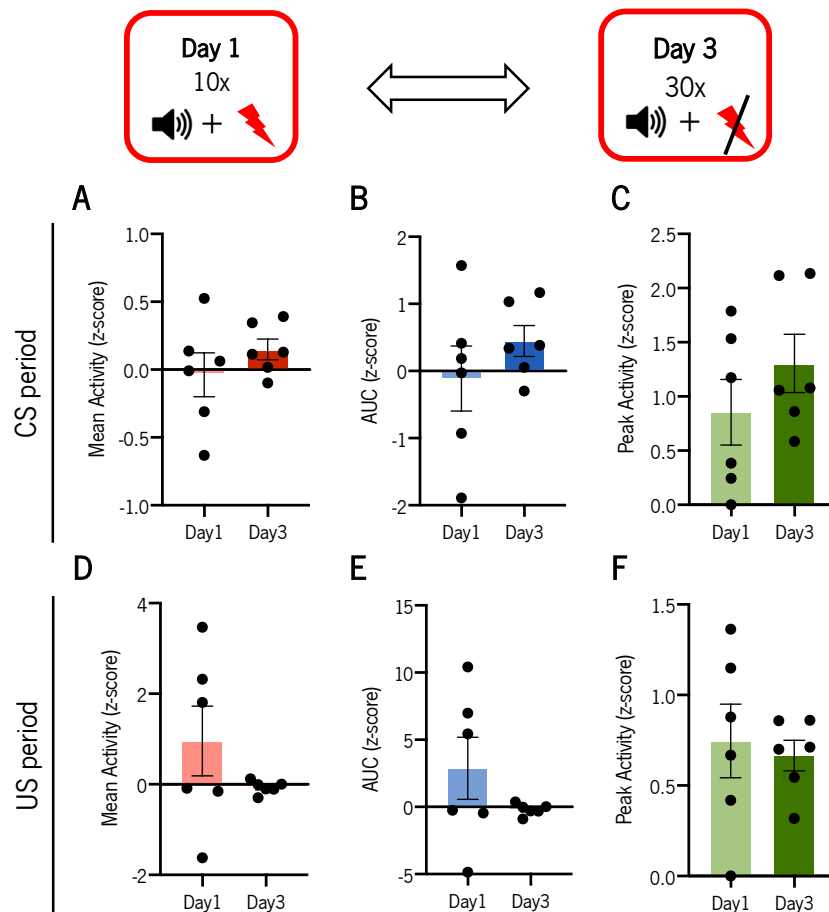 Day 1
10x
+
Day 3
30x
+
A
B
C
CS period
Mean Activity (z-score)
1.0
0.5
0.0
-0.5
-1.0
Day1 Day3
AUC (z-score)
2
1
0
-1
-2
Day1 Day3
Peak Activity (z-score)
2.5
2.0
1.5
1.0
0.5
0.0
Day1 Day3
D
E
F
US period
Mean Activity (z-score)
4
2
0
-2
Day1 Day3
AUC (z-score)
15
10
5
0
-5
Day1 Day3
Peak Activity (z-score)
1.5
1.0
0.5
0.0
Day1 Day3